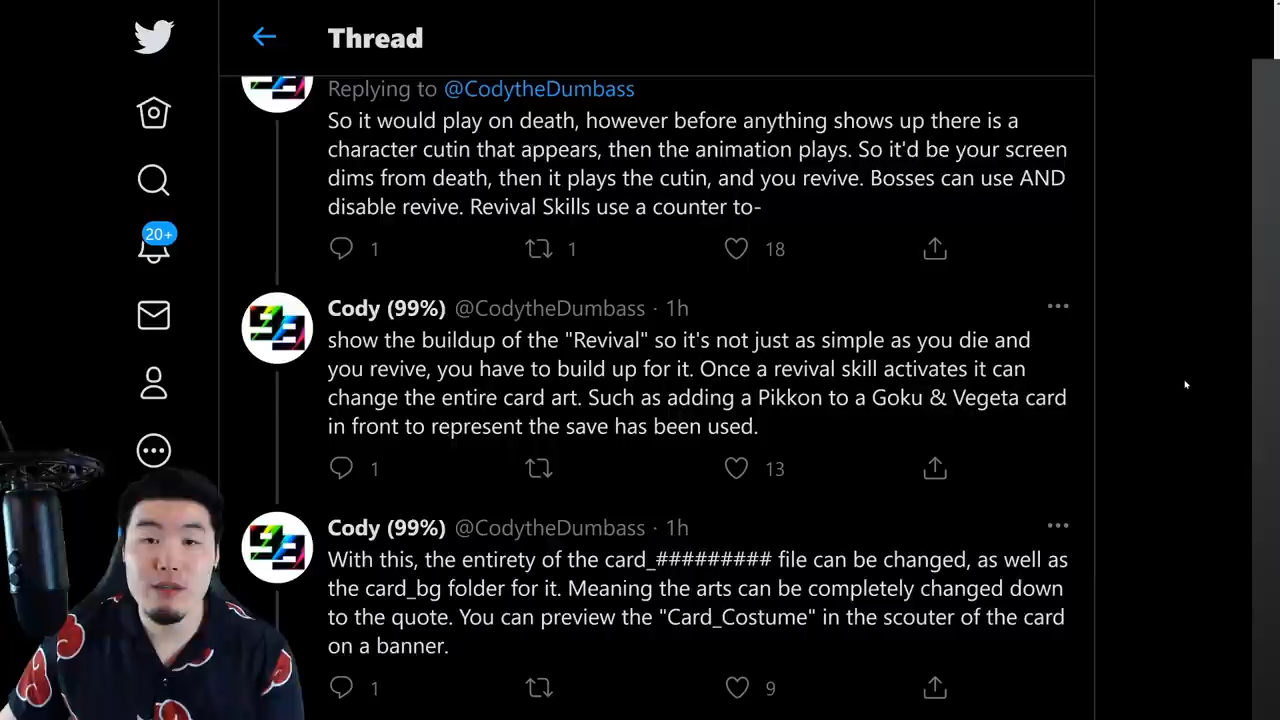 Thread
Replying to @CodytheDumbass
So it would play on death, however before anything shows up there is a
character cutin that appears, then the animation plays. So it'd be your screen
dims from death, then it plays the cutin, and you revive. Bosses can use AND
disable revive. Revival Skills use a counter to-
1 1 18
20+
Cody (99%) @CodytheDumbass · 1h
show the buildup of the "Revival" so it's not just as simple as you die and
you revive, you have to build up for it. Once a revival skill activates it can
change the entire card art. Such as adding a Pikkon to a Goku & Vegeta card
in front to represent the save has been used.
1 13
Cody (99%) @CodytheDumbass · 1h
With this, the entirety of the card_######### file can be changed, as well as
the card_bg folder for it. Meaning the arts can be completely changed down
to the quote. You can preview the "Card_Costume" in the scouter of the card
on a banner.
1 9